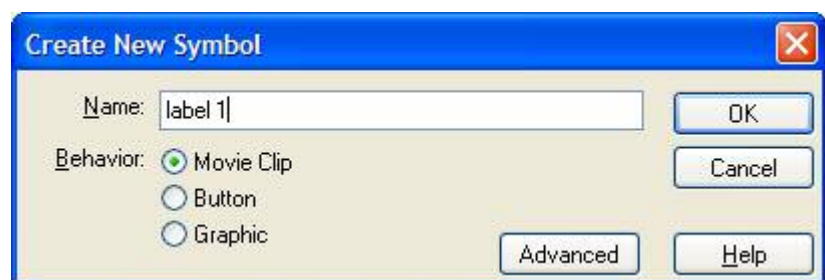 Create New Symbol
Name: label 1 OK
Behavior: Movie Clip Cancel
Button
Graphic
Advanced Help